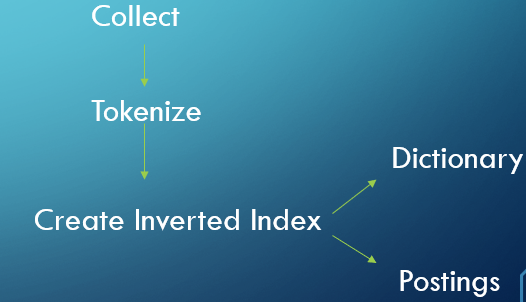 Collect
Tokenize
Dictionary
Create Inverted Index
Postings